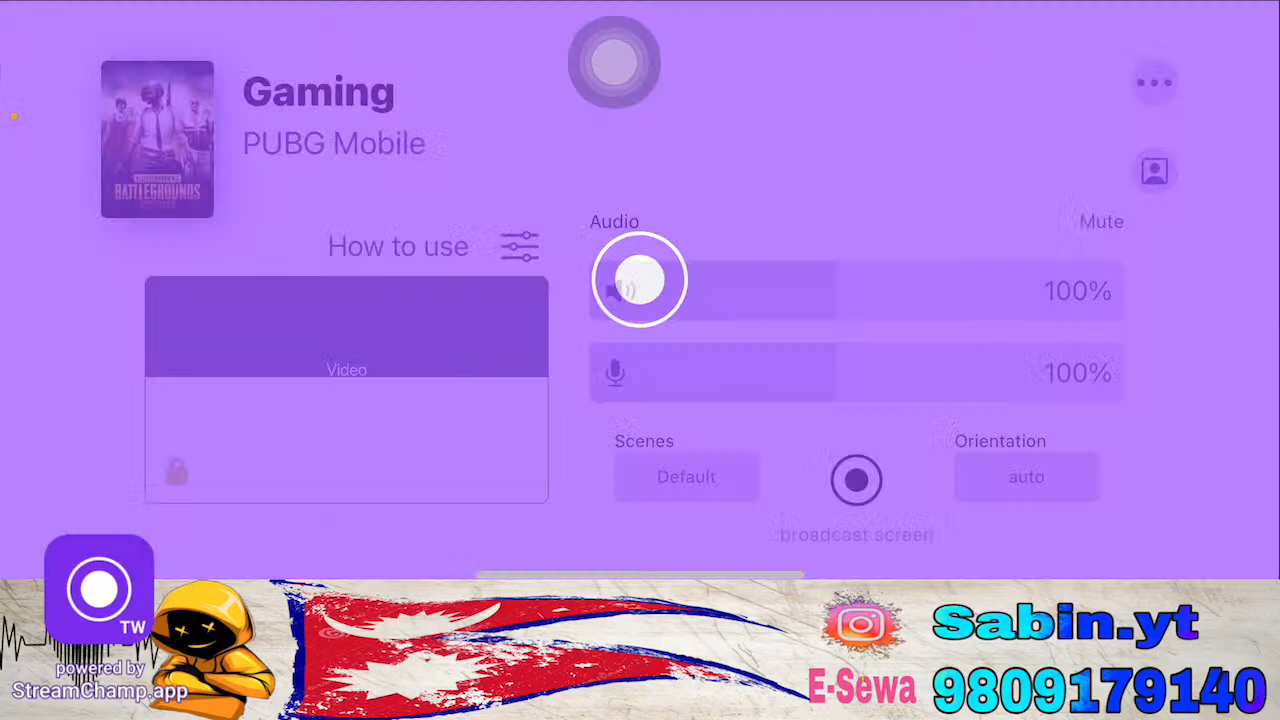 Gaming
PUBG Mobile
BATTLEGROUNDS
How to use
Audio
Mute
100%
Video
100%
Scenes
Orientation
Default
auto
broadcast screen
TW
powered by
StreamChamp.app
Sabin.yt
E-Sewa
9809179140